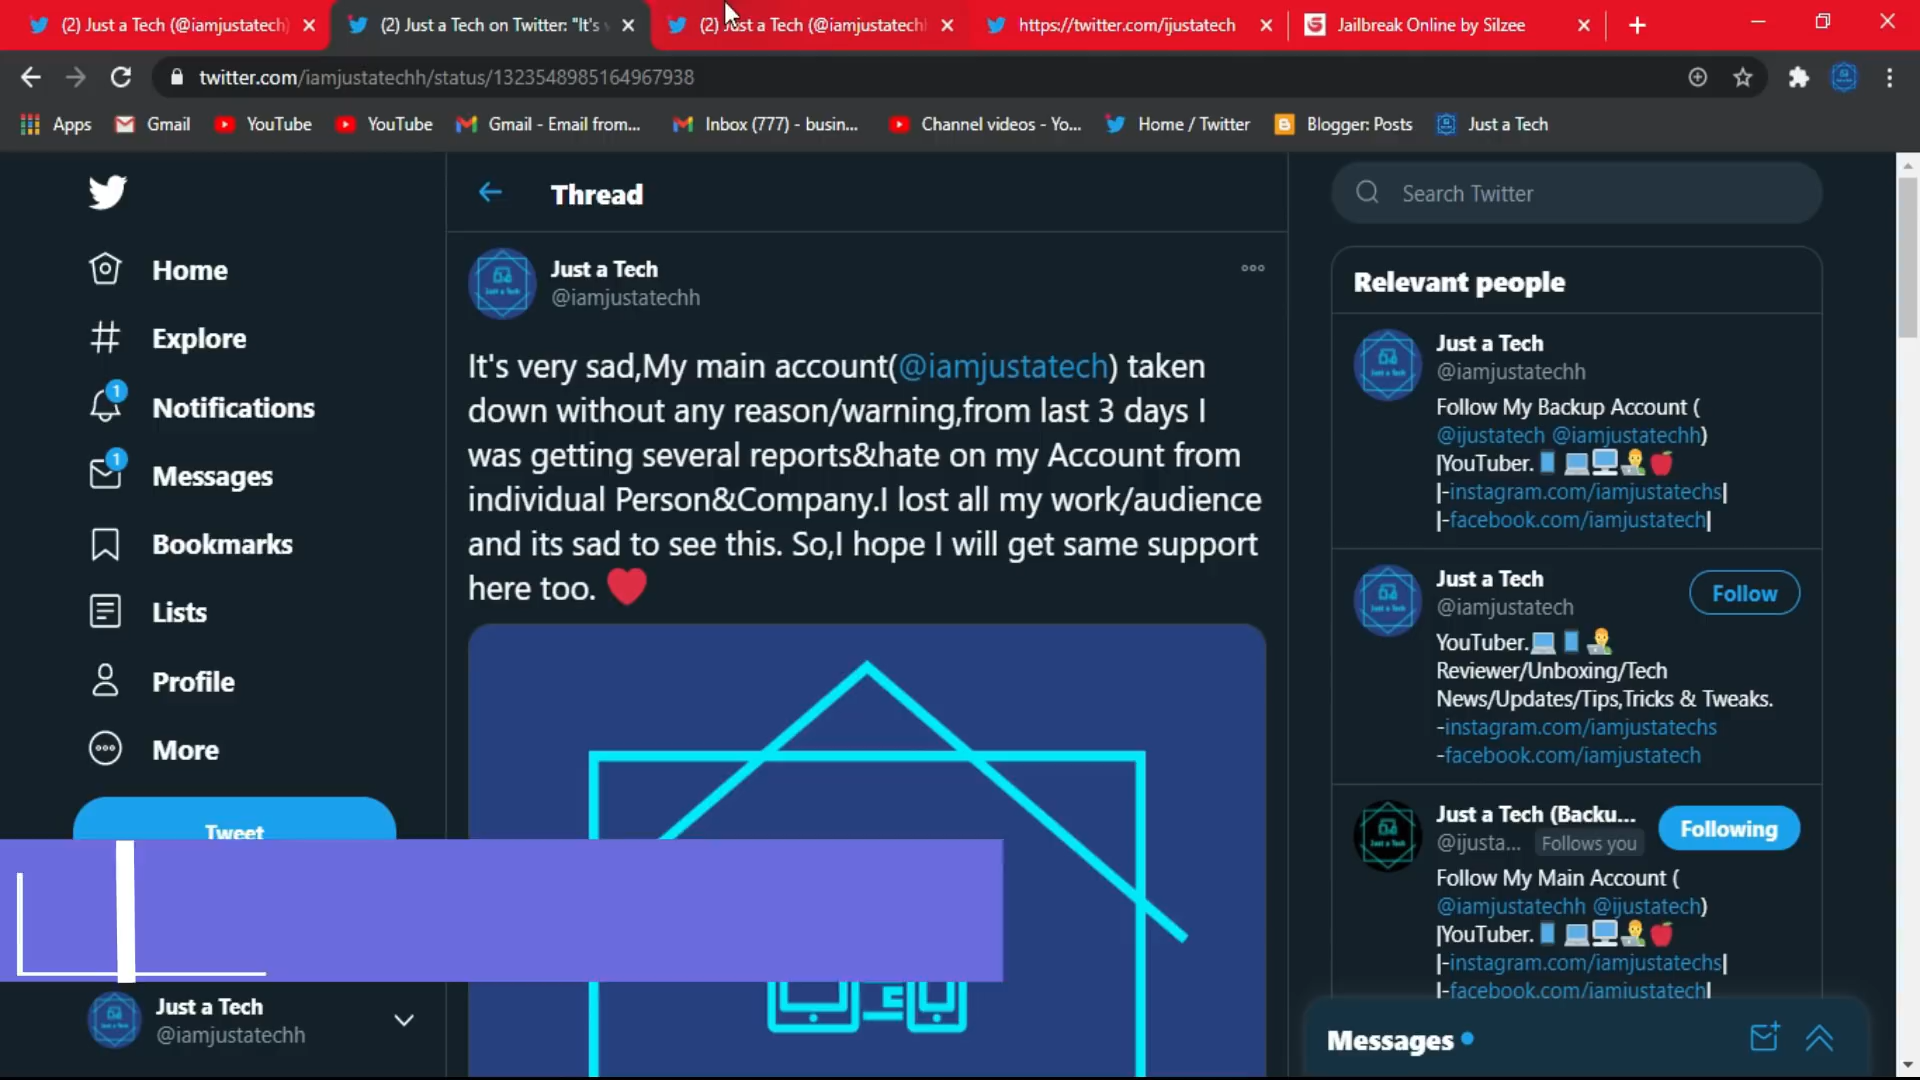 (2) Just a Tech (@iamjustatech)
(2) Just a Tech on Twitter: "It's v
(2) Just a Tech (@iamjustatechh
https://twitter.com/ijustatech
Jailbreak Online by Silzee
twitter.com/iamjustatechh/status/1323548985164967938
Apps
Gmail
YouTube
YouTube
Gmail - Email from...
Inbox (777) - busin...
Channel videos - Yo...
Home / Twitter
Blogger: Posts
Just a Tech
Home
Explore
1
Notifications
1
Messages
Bookmarks
Lists
Profile
More
Tweet
Just a Tech
@iamjustatechh
Thread
Just a Tech
@iamjustatechh
It's very sad,My main account(@iamjustatech) taken
down without any reason/warning,from last 3 days I
was getting several reports&hate on my Account from
individual Person&Company.I lost all my work/audience
and its sad to see this. So,I hope I will get same support
here too. ❤️
Search Twitter
Relevant people
Just a Tech
@iamjustatechh
Follow My Backup Account (
@ijustatech @iamjustatechh)
|YouTuber.📱💻🖥👨‍💻🍎
|-instagram.com/iamjustatechs|
|-facebook.com/iamjustatech|
Just a Tech
@iamjustatech
Follow
YouTuber.💻📱👨‍💻
Reviewer/Unboxing/Tech
News/Updates/Tips,Tricks & Tweaks.
-instagram.com/iamjustatechs
-facebook.com/iamjustatech
Just a Tech (Backu...
@ijusta... Follows you
Following
Follow My Main Account (
@iamjustatechh @ijustatech)
|YouTuber.📱💻🖥👨‍💻🍎
|-instagram.com/iamjustatechs|
|-facebook.com/iamjustatech|
Messages